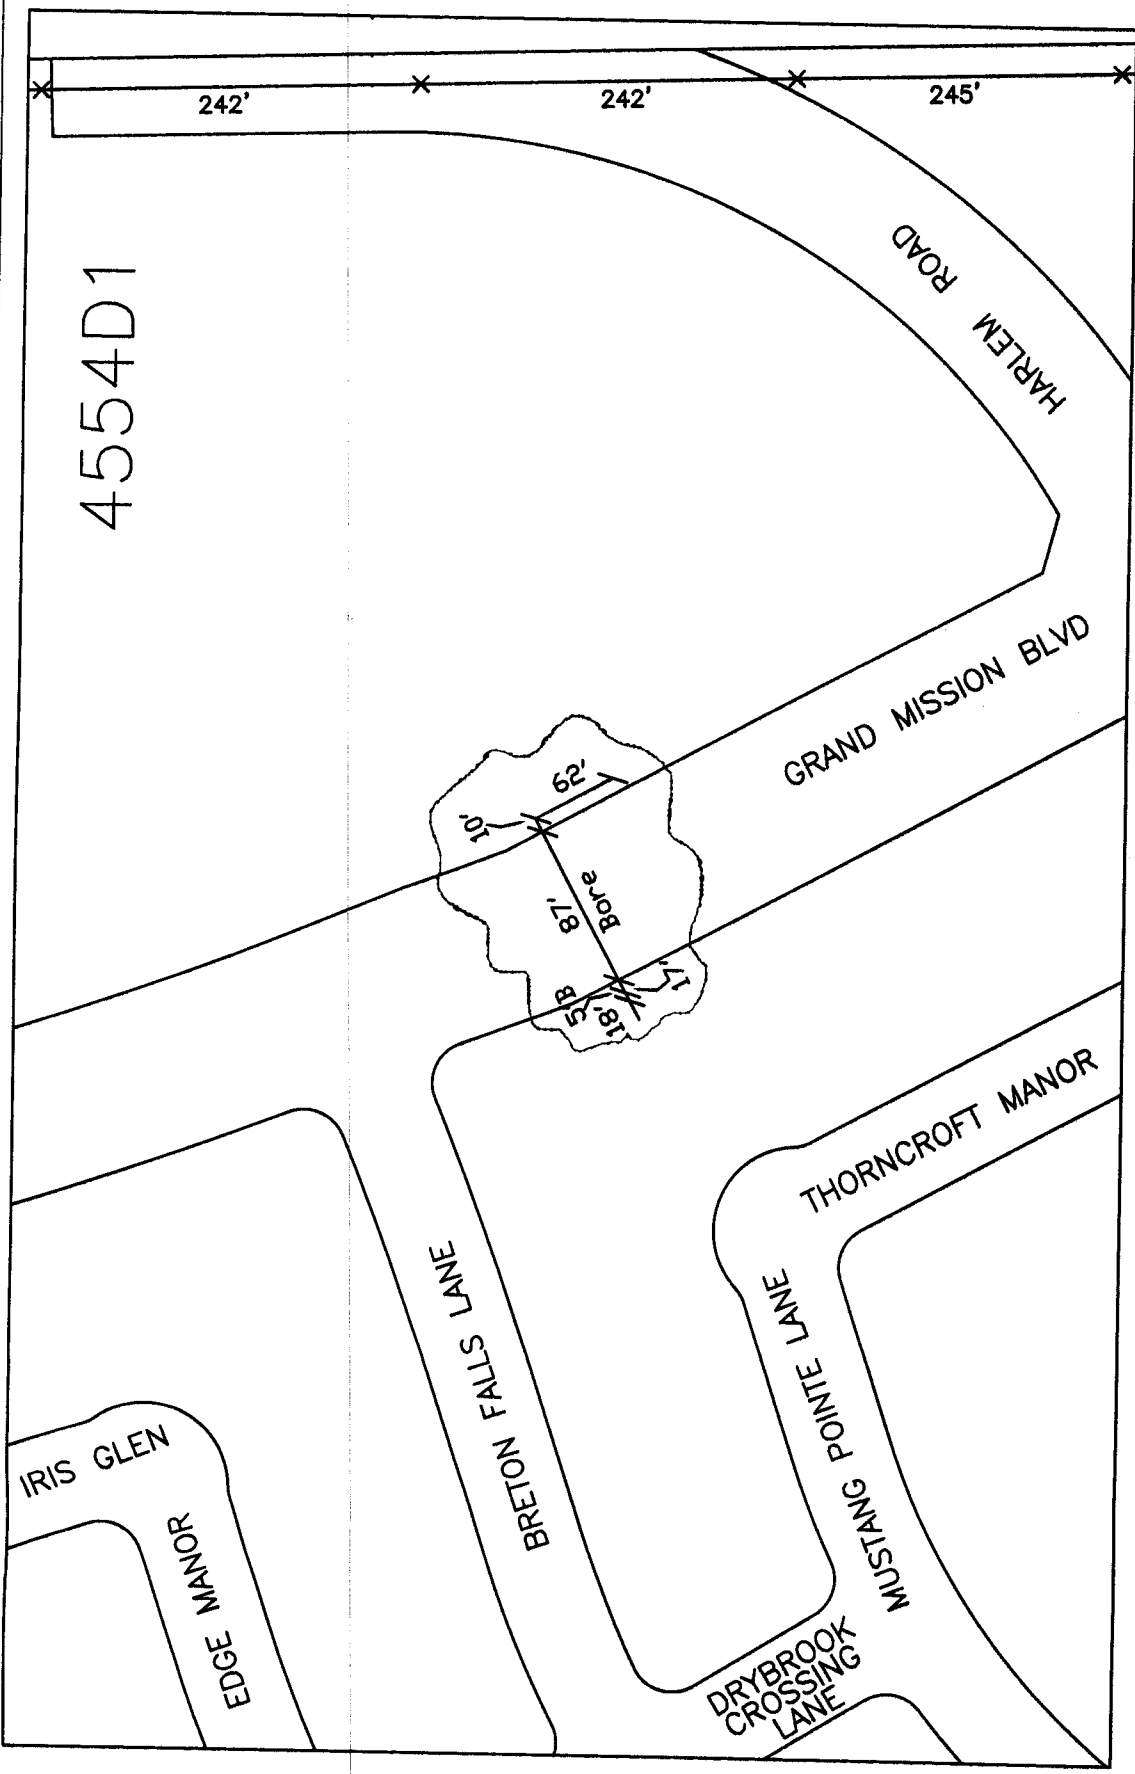 242'
242'
245'
4554D1
HARLEM ROAD
GRAND MISSION BLVD
62'
10'
87'
Bore
17'
5'B
18'
THORNCROFT MANOR
BRETON FALLS LANE
MUSTANG POINTE LANE
IRIS GLEN
EDGE MANOR
DRYBROOK
CROSSING
LANE